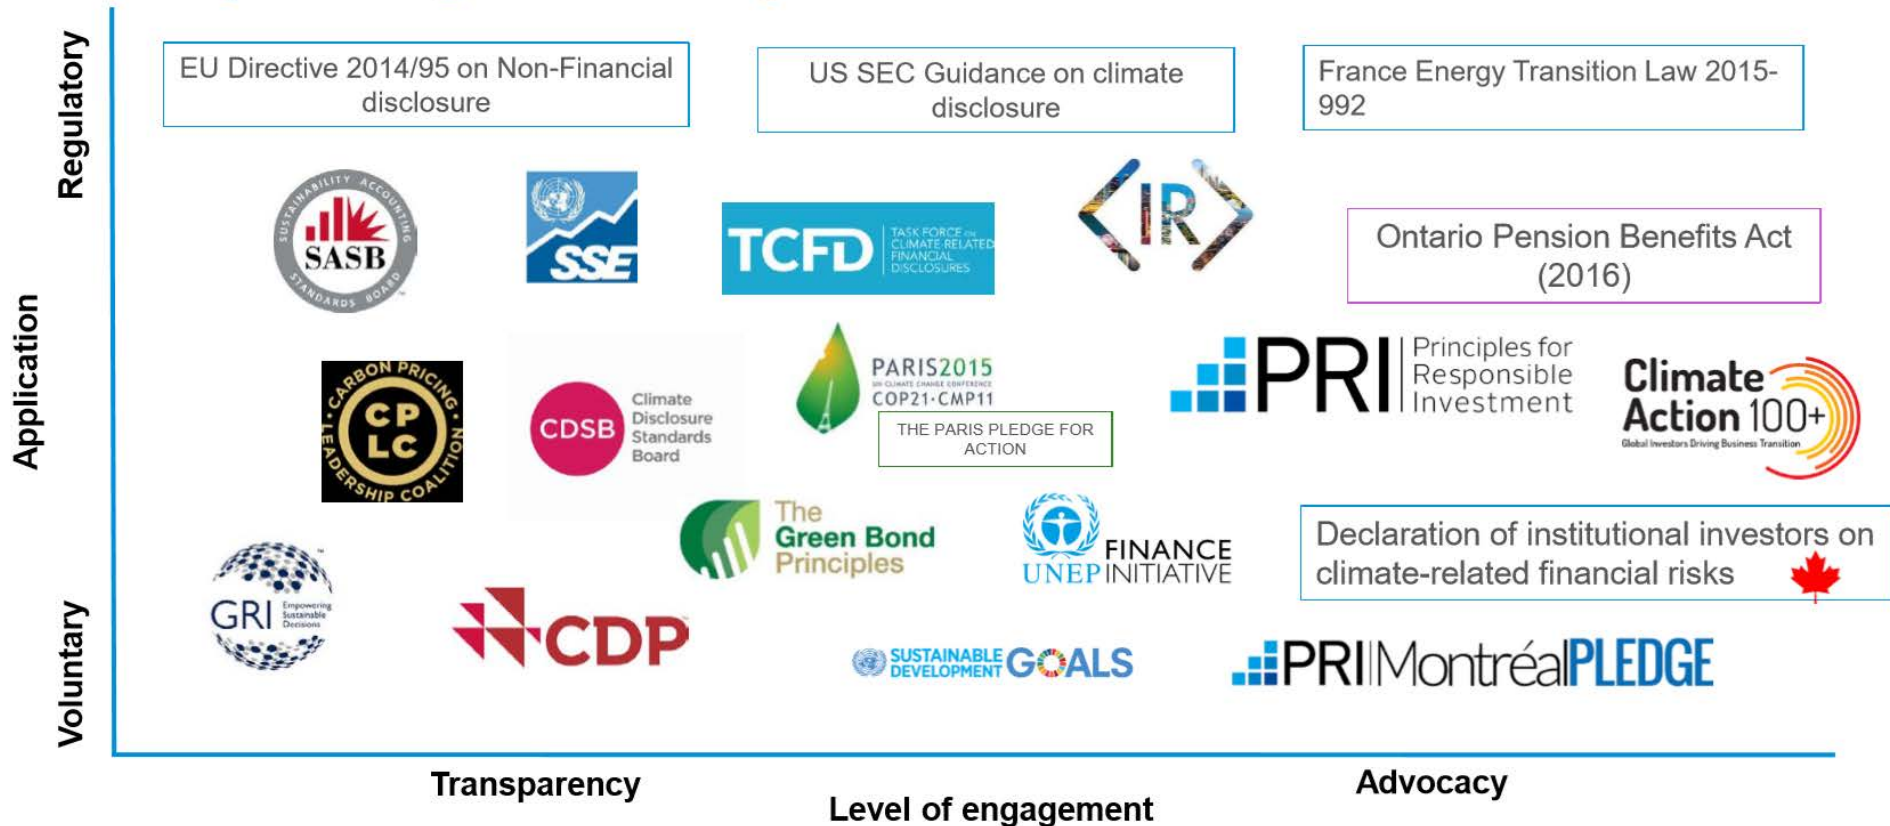 Regulatory
EU Directive 2014/95 on Non-Financial
disclosure
US SEC Guidance on climate
disclosure
France Energy Transition Law 2015-
992
SUSTAINABILITY ACCOUNTING
SASB
STANDARDS BOARD
SSE
TCFD
TASK FORCE ON
CLIMATE-RELATED
FINANCIAL
DISCLOSURES
<IR>
Ontario Pension Benefits Act
(2016)
Application
CARBON PRICING
CP
LC
LEADERSHIP COALITION
CDSB
Climate
Disclosure
Standards
Board
PARIS2015
UN CLIMATE CHANGE CONFERENCE
COP21·CMP11
THE PARIS PLEDGE FOR
ACTION
PRI
Principles for
Responsible
Investment
Climate
Action 100+
Global Investors Driving Business Transition
The
Green Bond
Principles
UNEP
FINANCE
INITIATIVE
Declaration of institutional investors on
climate-related financial risks
Voluntary
GRI
Empowering
Sustainable
Decisions
CDP
SUSTAINABLE
DEVELOPMENT
GOALS
PRI MontréalPLEDGE
Transparency
Level of engagement
Advocacy